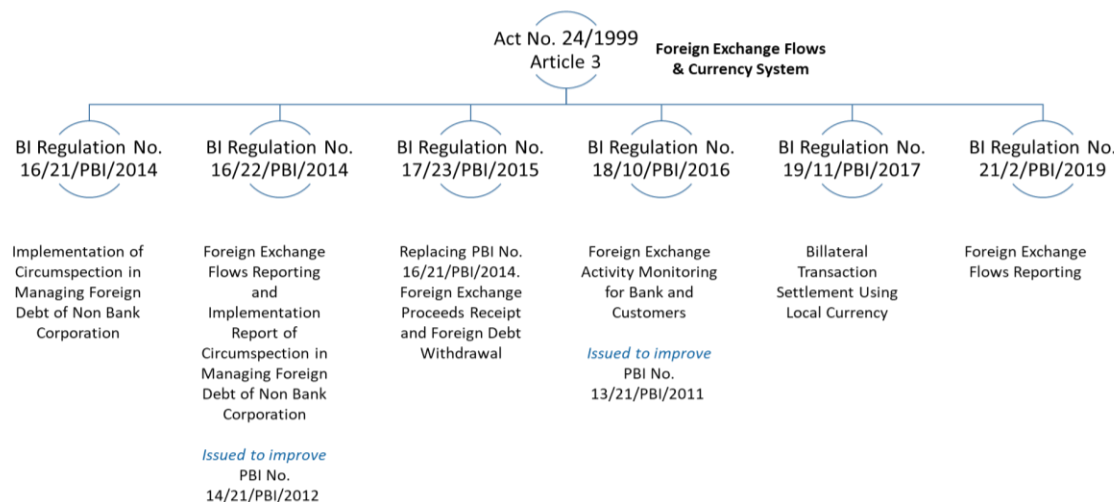 Act No. 24/1999
Article 3
Foreign Exchange Flows
& Currency System
BI Regulation No.
16/21/PBI/2014
BI Regulation No.
16/22/PBI/2014
BI Regulation No.
17/23/PBI/2015
BI Regulation No.
18/10/PBI/2016
BI Regulation No.
19/11/PBI/2017
BI Regulation No.
21/2/PBI/2019
Implementation of
Circumspection in
Managing Foreign
Debt of Non Bank
Corporation
Foreign Exchange
Flows Reporting
and
Implementation
Report of
Circumspection in
Managing Foreign
Debt of Non Bank
Corporation
Issued to improve
PBI No.
14/21/PBI/2012
Replacing PBI No.
16/21/PBI/2014.
Foreign Exchange
Proceeds Receipt
and Foreign Debt
Withdrawal
Foreign Exchange
Activity Monitoring
for Bank and
Customers
Issued to improve
PBI No.
13/21/PBI/2011
Billateral
Transaction
Settlement Using
Local Currency
Foreign Exchange
Flows Reporting